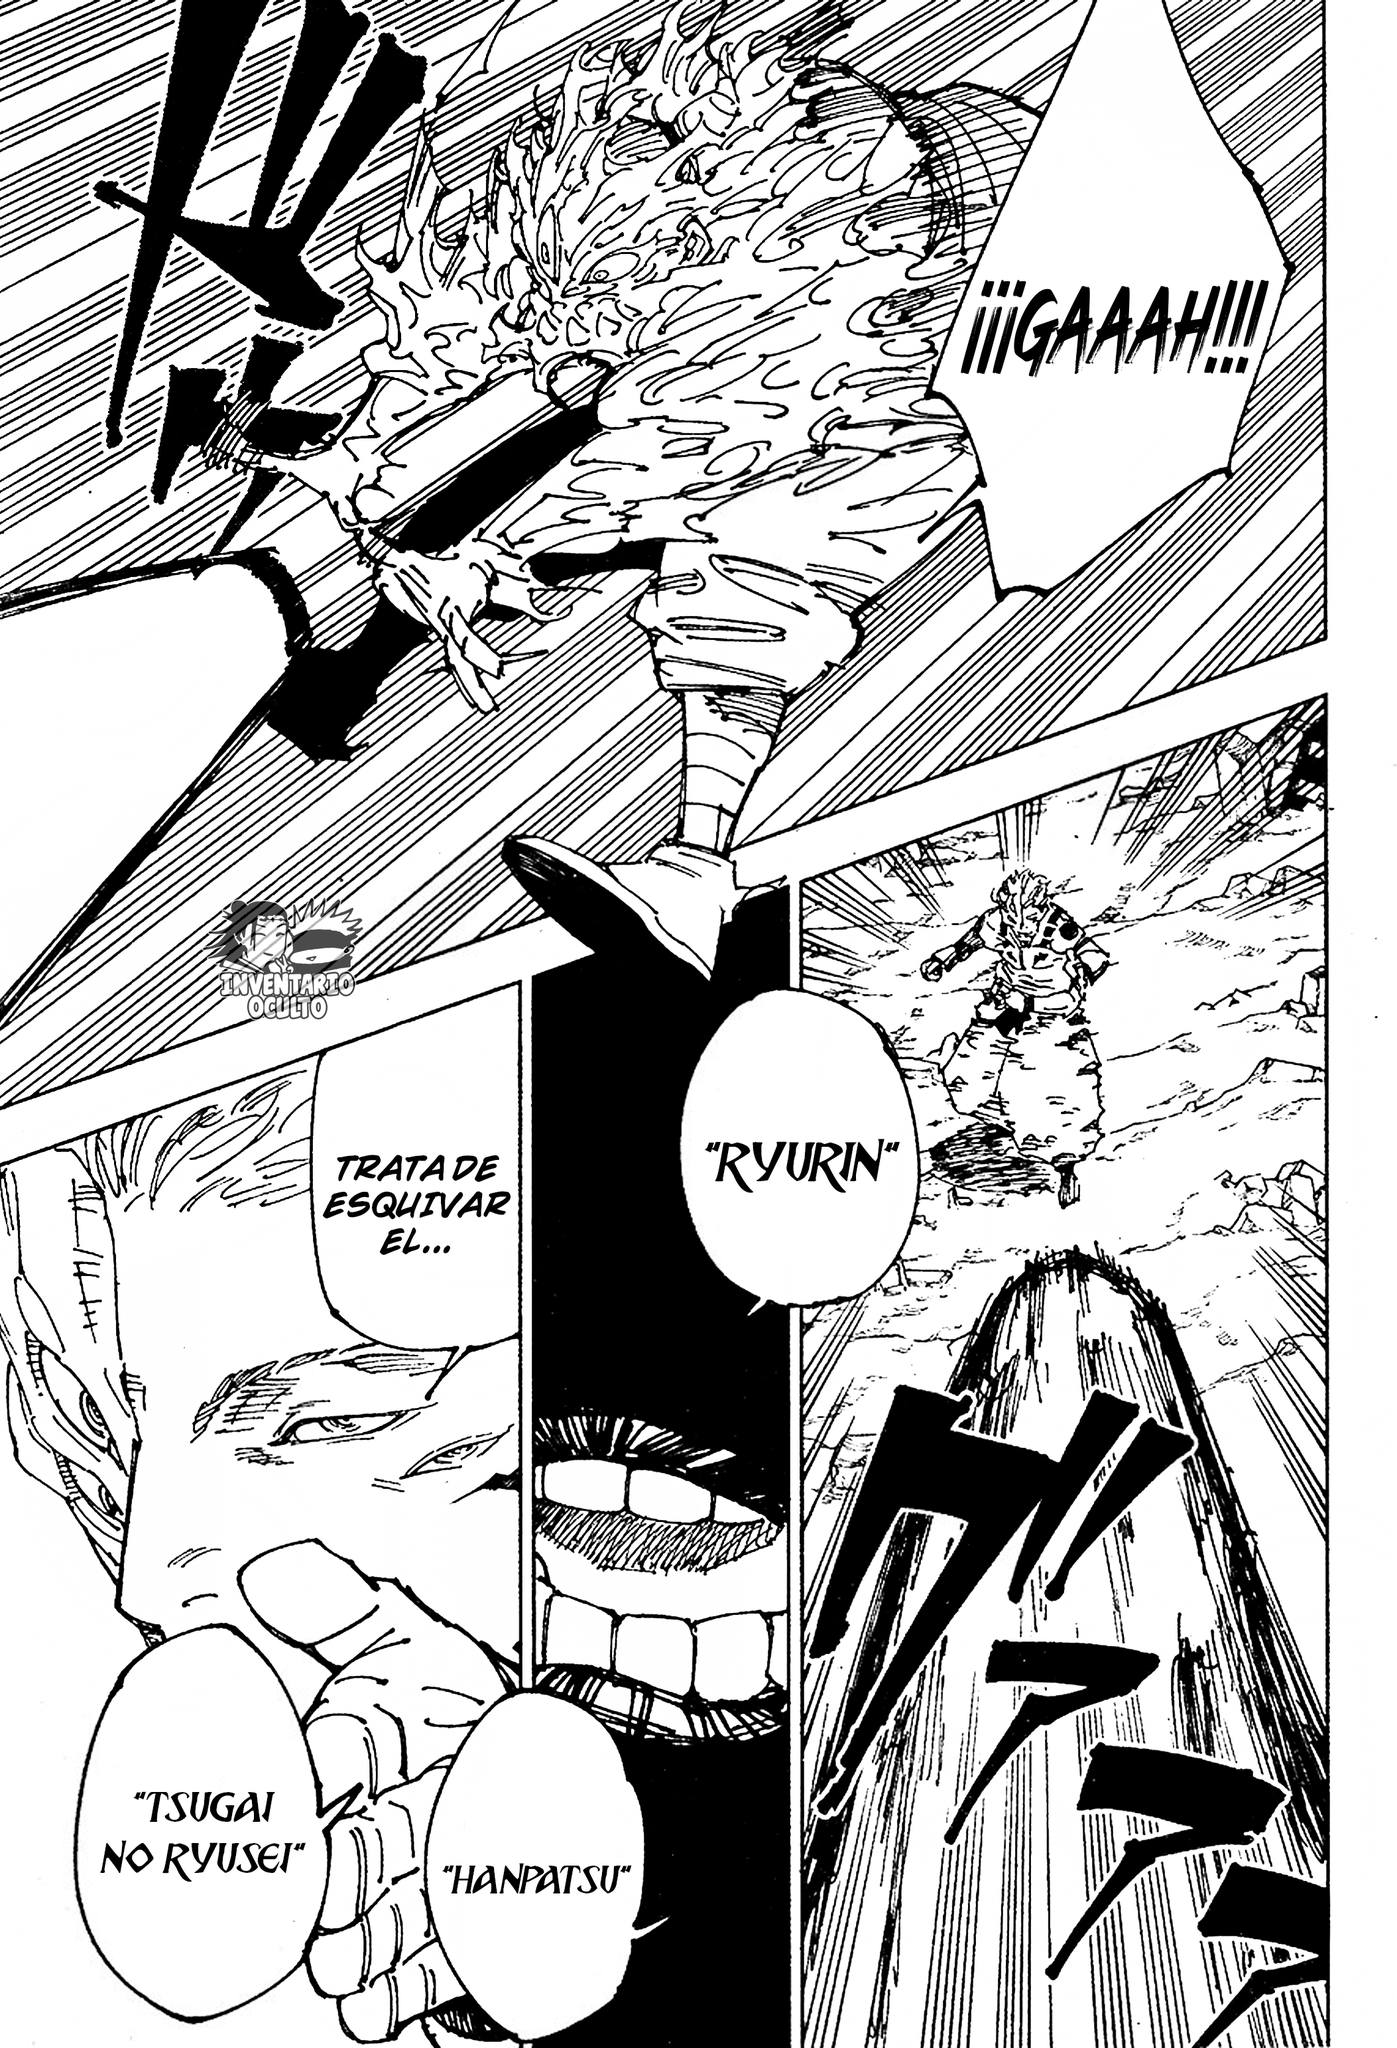 ¡¡¡GAAAH!!!
"RYURIN"
"HANPATSU"
TRATA DE
ESQUIVAR
EL...
"TSUGAI
NO RYUSEI"
INVENTARIO
OCULTO